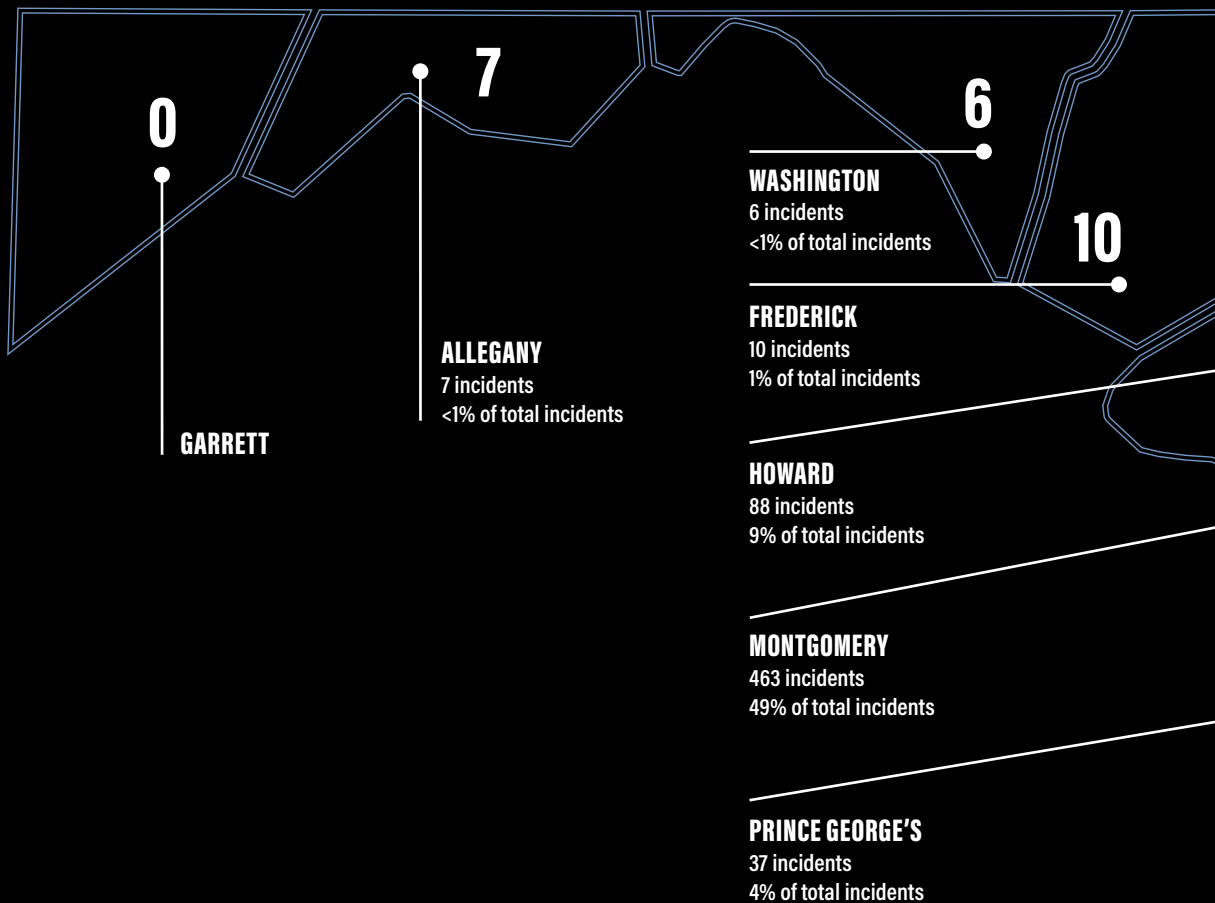 0
GARRETT
7
ALLEGANY
7 incidents
<1% of total incidents
6
WASHINGTON
6 incidents
<1% of total incidents
10
FREDERICK
10 incidents
1% of total incidents
HOWARD
88 incidents
9% of total incidents
MONTGOMERY
463 incidents
49% of total incidents
PRINCE GEORGE'S
37 incidents
4% of total incidents